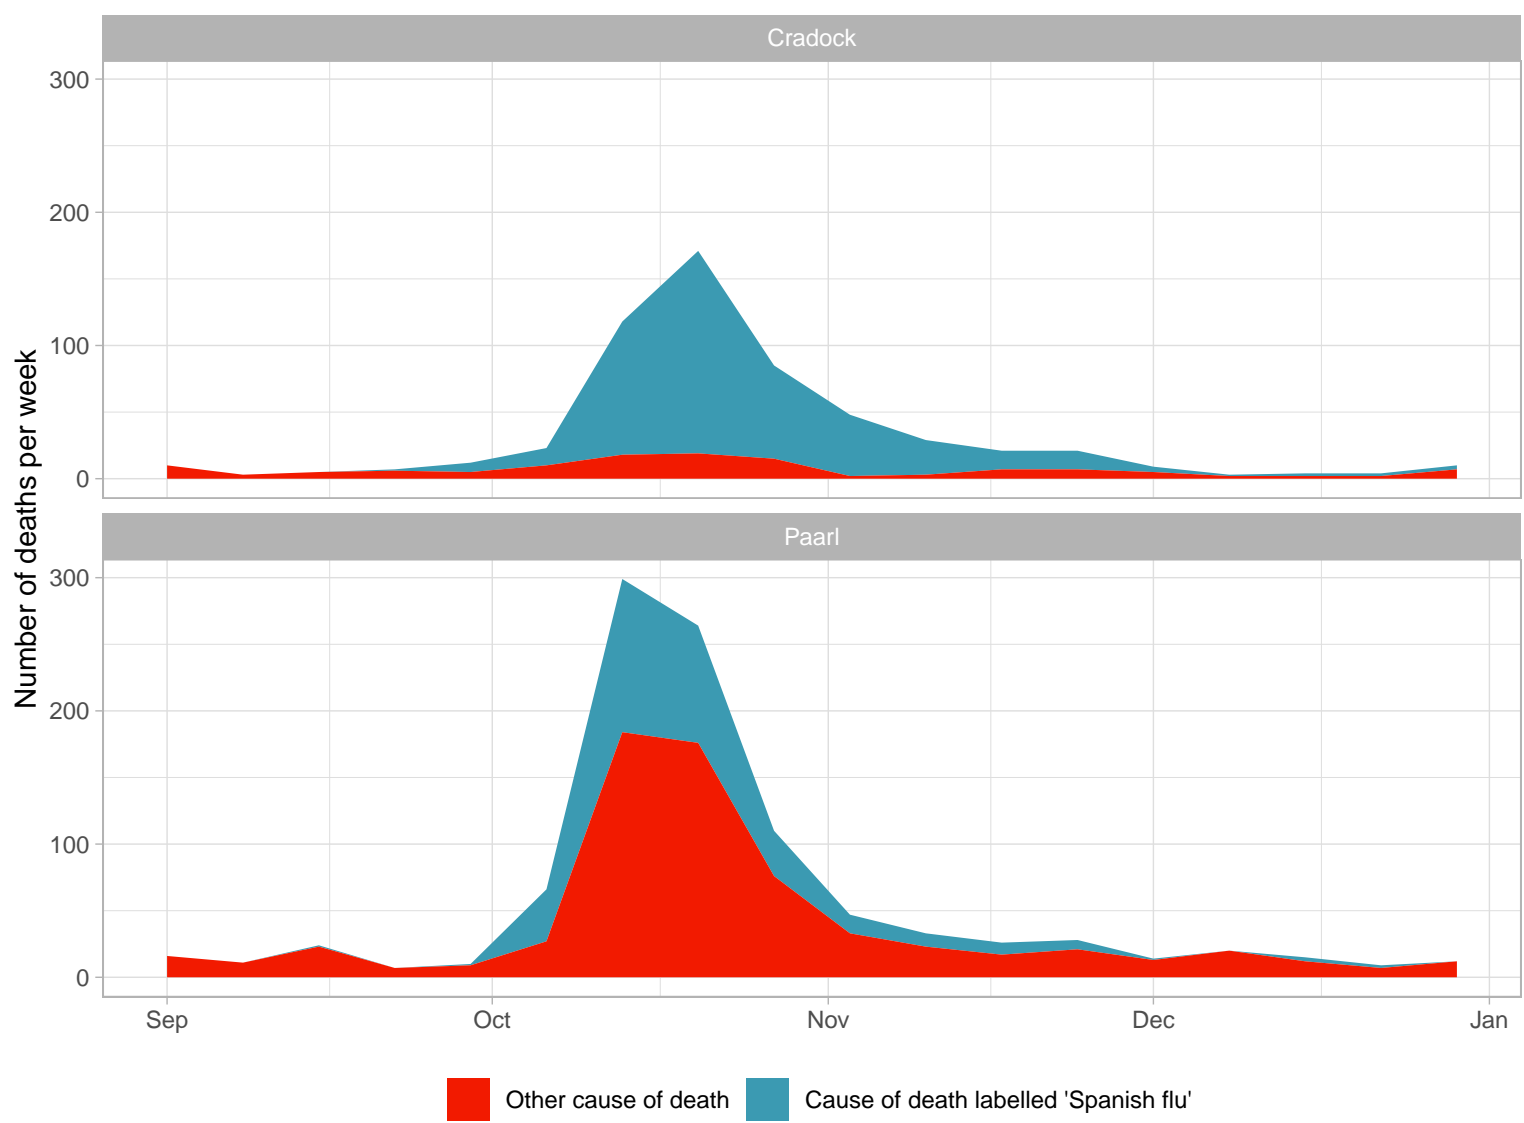 Cradock
300
200
100
0
Number of deaths per week
Paarl
300
200
100
0
Sep Oct Nov Dec Jan
Other cause of death Cause of death labelled 'Spanish flu'